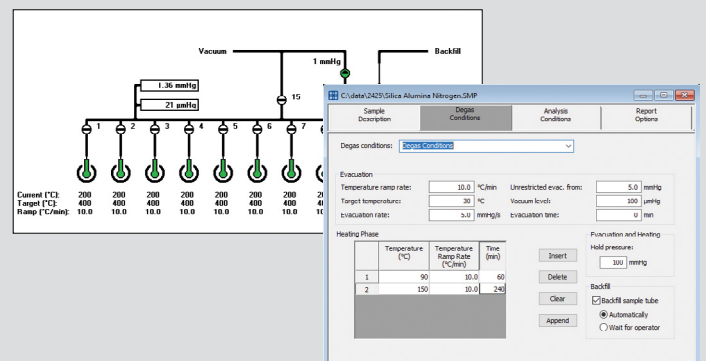 Vacuum
Backfill
1 mmHg
1.36 mmHg
21 µmHg
15
1 2 3 4 5 6 7
Current (°C): 200 200 200 200 200 200 200
Target (°C): 400 400 400 400 400 400 400
Ramp (°C/min): 10.0 10.0 10.0 10.0 10.0 10.0 10.0
C:\data\2425\Silica Alumina Nitrogen.SMP
Sample Description
Degas Conditions
Analysis Conditions
Report Options
Degas conditions: Degas Conditions
Evacuation
Temperature ramp rate: 10.0 °C/min Unrestricted evac. from: 5.0 mmHg
Target temperature: 30 °C Vacuum level: 100 µmHg
Evacuation rate: 5.0 mmHg/s Evacuation time: 0 min
Heating Phase
Temperature (°C) Temperature Ramp Rate (°C/min) Time (min)
1 90 10.0 60
2 150 10.0 240
Insert
Delete
Clear
Append
Evacuation and Heating
Hold pressure:
100 mmHg
Backfill
Backfill sample tube
Automatically
Wait for operator